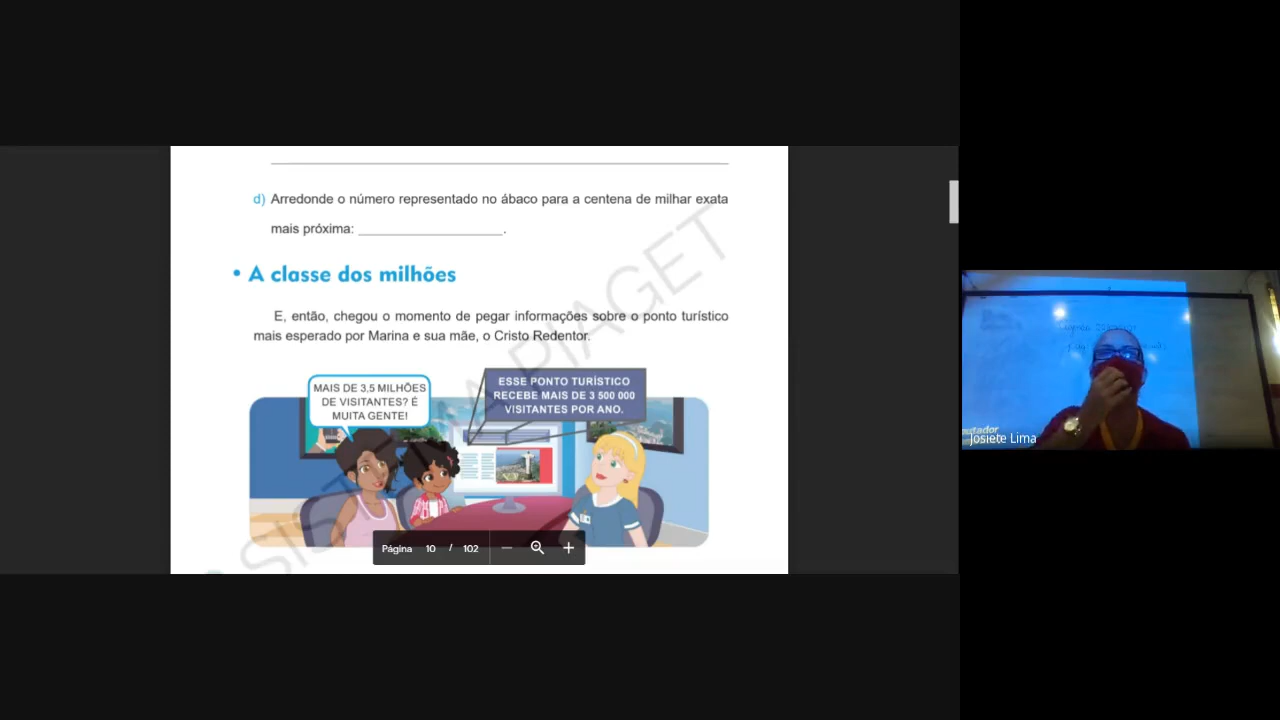 d) Arredonde o número representado no ábaco para a centena de milhar exata
mais próxima: ____________________.
• A classe dos milhões
E, então, chegou o momento de pegar informações sobre o ponto turístico
mais esperado por Marina e sua mãe, o Cristo Redentor.
MAIS DE 3,5 MILHÕES
DE VISITANTES? É
MUITA GENTE!
ESSE PONTO TURÍSTICO
RECEBE MAIS DE 3 500 000
VISITANTES POR ANO.
PIAGET
Página 10 / 102
Josiete Lima